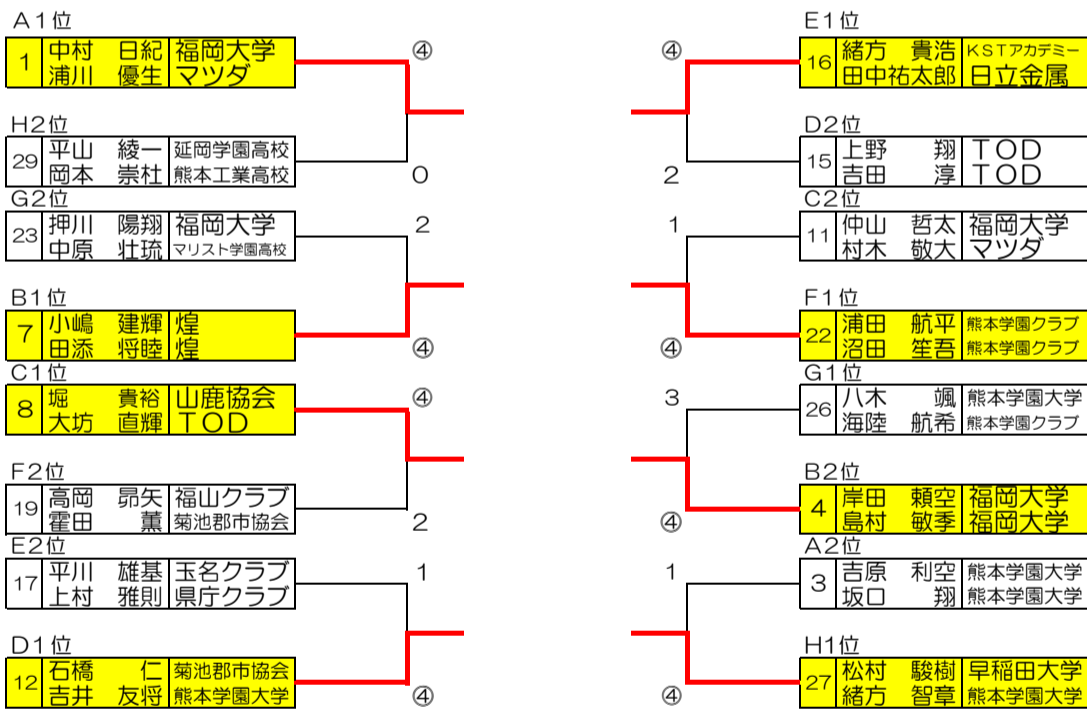 A1位
1 中村 日紀 福岡大学
浦川 優生 マツダ
④
H2位
29 平山 綾一 延岡学園高校
岡本 崇杜 熊本工業高校
0
G2位
23 押川 陽翔 福岡大学
中原 壮琉 マリスト学園高校
2
B1位
7 小嶋 建輝 煌
田添 将睦 煌
④
C1位
8 堀 貴裕 山鹿協会
大坊 直輝 TOD
④
F2位
19 高岡 昴矢 福山クラブ
霍田 薫 菊池郡市協会
2
E2位
17 平川 雄基 玉名クラブ
上村 雅則 県庁クラブ
1
D1位
12 石橋 仁 菊池郡市協会
吉井 友将 熊本学園大学
④
E1位
④
16 緒方 貴浩 KSTアカデミー
田中祐太郎 日立金属
D2位
2
15 上野 翔 TOD
吉田 淳 TOD
C2位
1
11 仲山 哲太 福岡大学
村木 敬大 マツダ
F1位
④
22 浦田 航平 熊本学園クラブ
沼田 笙吾 熊本学園クラブ
G1位
3
26 八木 颯 熊本学園大学
海陸 航希 熊本学園クラブ
B2位
④
4 岸田 頼空 福岡大学
島村 敏季 福岡大学
A2位
1
3 吉原 利空 熊本学園大学
坂口 翔 熊本学園大学
H1位
④
27 松村 駿樹 早稲田大学
緒方 智章 熊本学園大学